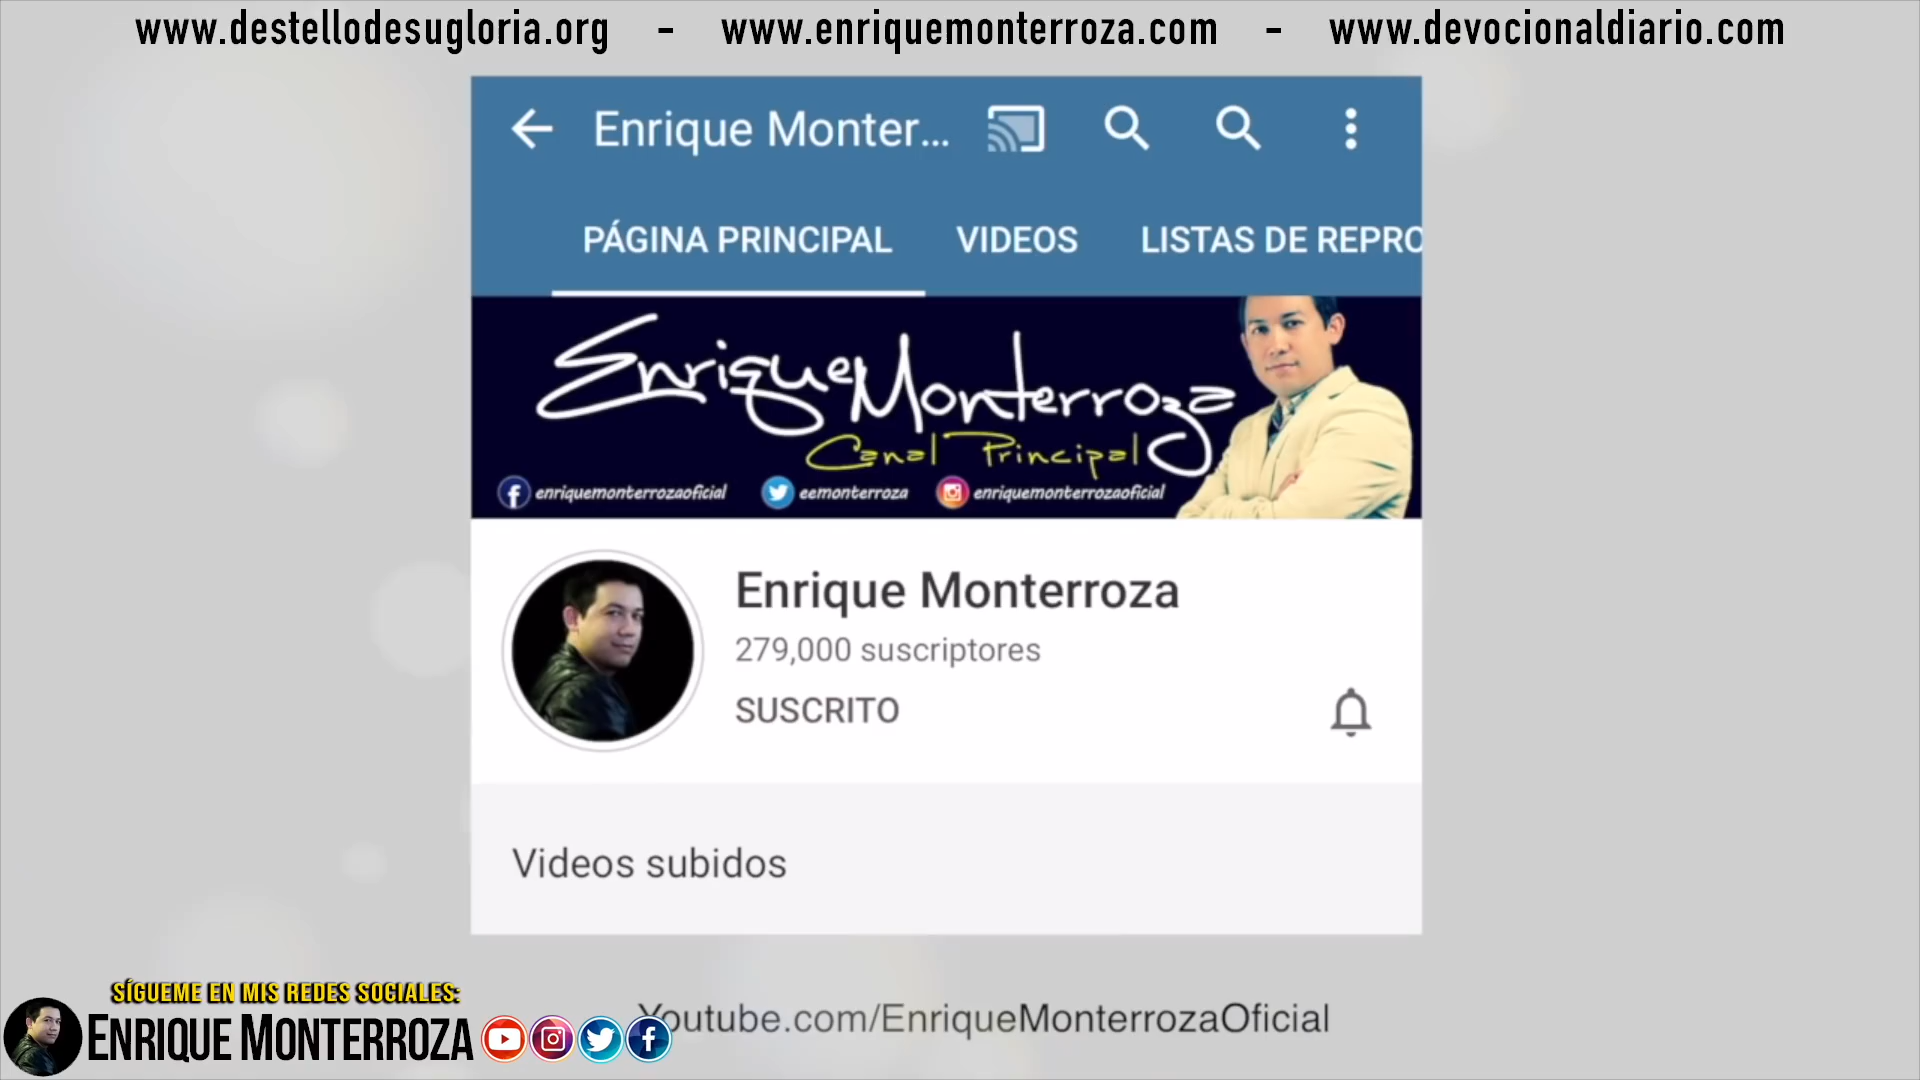 www.destellodesugloria.org - www.enriquemonterroza.com - www.devocionaldiario.com
Enrique Monter...
PÁGINA PRINCIPAL VIDEOS LISTAS DE REPRO
Enrique Monterroza
Canal Principal
enriquemonterrozaoficial eemonterroza enriquemonterrozaoficial
Enrique Monterroza
279,000 suscriptores
SUSCRITO
Videos subidos
SÍGUEME EN MIS REDES SOCIALES:
ENRIQUE MONTERROZA
Youtube.com/EnriqueMonterrozaOficial